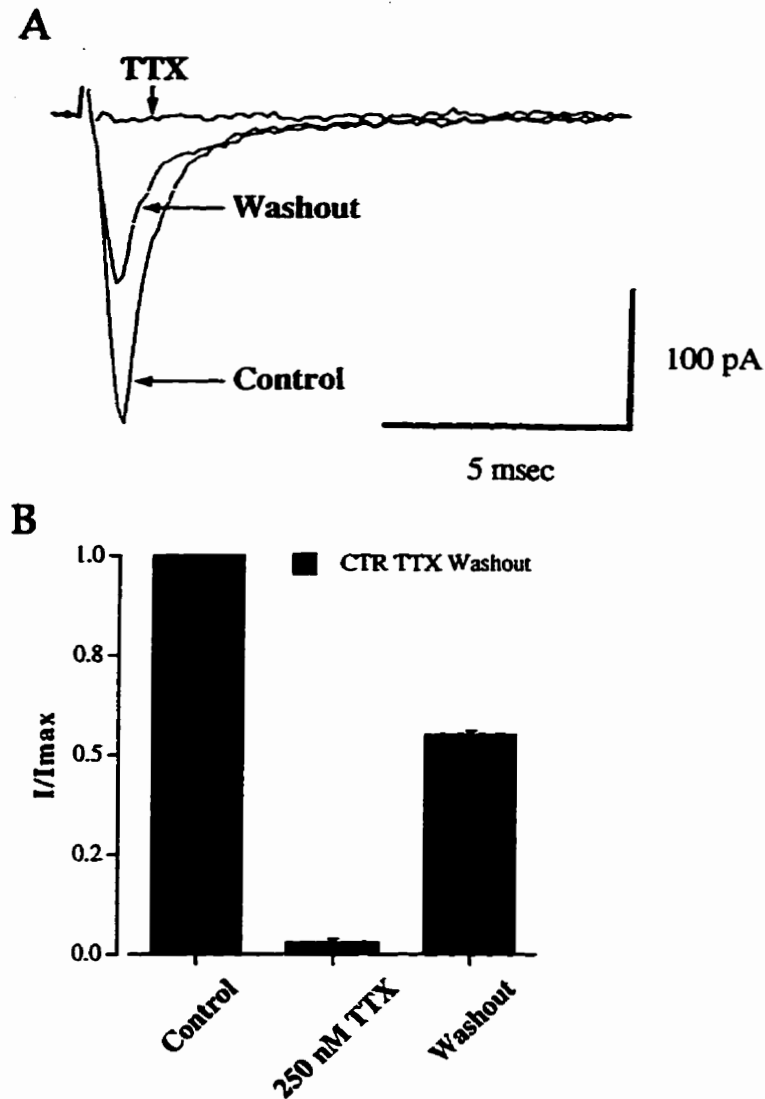 A
TTX
Washout
Control
100 pA
5 msec
B
CTR TTX Washout
I/Imax
1.0
0.8
0.5
0.2
0.0
Control
250 nM TTX
Washout